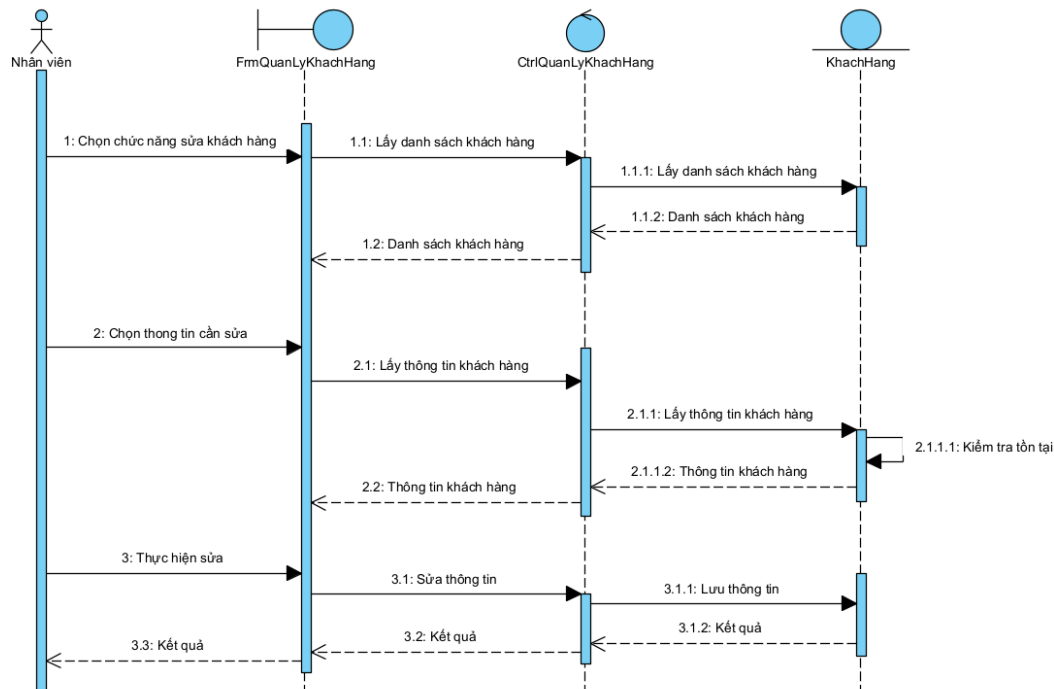 Nhân viên
FrmQuanLyKhachHang
CtrlQuanLyKhachHang
KhachHang
1: Chọn chức năng sửa khách hàng
1.1: Lấy danh sách khách hàng
1.1.1: Lấy danh sách khách hàng
1.1.2: Danh sách khách hàng
1.2: Danh sách khách hàng
2: Chọn thong tin cần sửa
2.1: Lấy thông tin khách hàng
2.1.1: Lấy thông tin khách hàng
2.1.1.1: Kiểm tra tồn tại
2.1.1.2: Thông tin khách hàng
2.2: Thông tin khách hàng
3: Thực hiện sửa
3.1: Sửa thông tin
3.1.1: Lưu thông tin
3.1.2: Kết quả
3.2: Kết quả
3.3: Kết quả